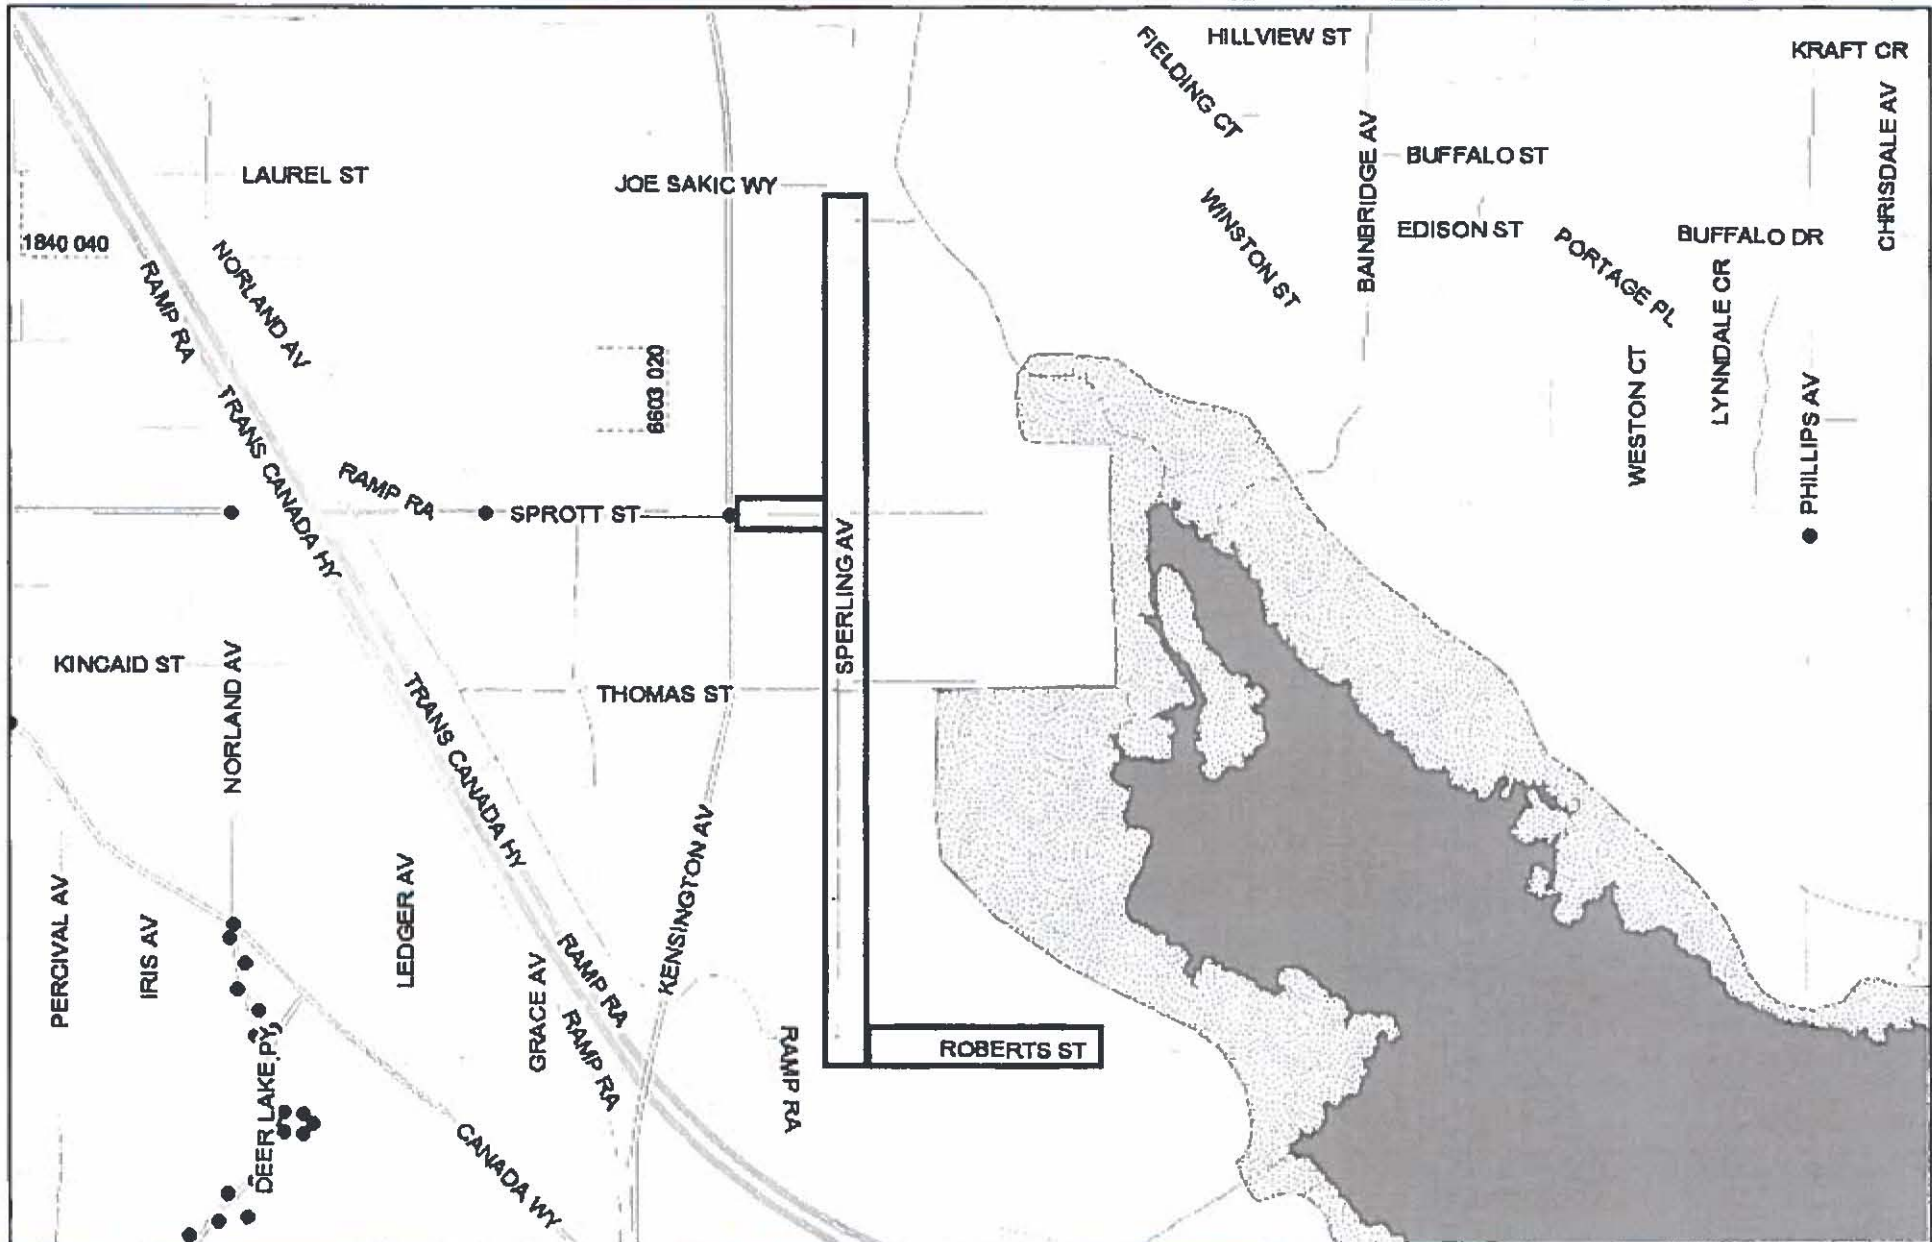 HILLVIEW ST
KRAFT CR
FIELDING CT
CHRISDALE AV
BAINBRIDGE AV
BUFFALO ST
LAUREL ST
JOE SAKIC WY
WINSTON ST
EDISON ST
PORTAGE PL
BUFFALO DR
1840 040
NORLAND AV
RAMP RA
LYNNDALE CR
WESTON CT
6603 020
PHILLIPS AV
TRANS CANADA HY
RAMP RA
SPROTT ST
SPERLING AV
KINCAID ST
NORLAND AV
THOMAS ST
TRANS CANADA HY
KENSINGTON AV
PERCIVAL AV
IRIS AV
LEDGER AV
GRACE AV
RAMP RA
RAMP RA
RAMP RA
ROBERTS ST
DEER LAKE PY
CANADA WY